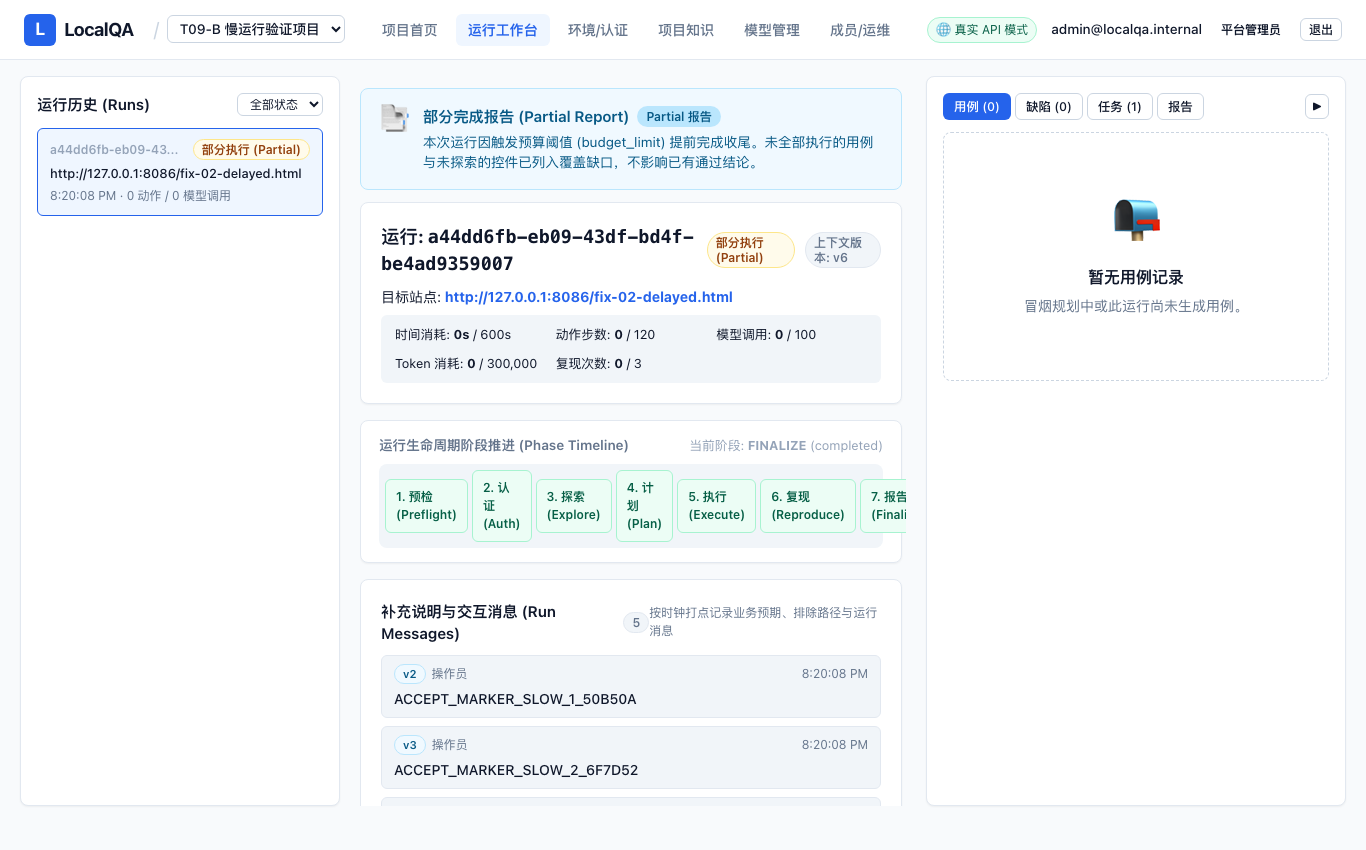 L LocalQA / T09-B 慢运行验证项目 项目首页 运行工作台 环境/认证 项目知识 模型管理 成员/运维 真实 API 模式 admin@localqa.internal 平台管理员 退出
运行历史 (Runs) 全部状态
a44dd6fb-eb09-43... 部分执行 (Partial)
http://127.0.0.1:8086/fix-02-delayed.html
8:20:08 PM · 0 动作 / 0 模型调用
部分完成报告 (Partial Report) Partial 报告
本次运行因触发预算阈值 (budget_limit) 提前完成收尾。未全部执行的用例
与未探索的控件已列入覆盖缺口，不影响已有通过结论。
运行: a44dd6fb-eb09-43df-bd4f-
be4ad9359007
部分执行
(Partial)
上下文版
本: v6
目标站点: http://127.0.0.1:8086/fix-02-delayed.html
时间消耗: 0s / 600s 动作步数: 0 / 120 模型调用: 0 / 100
Token 消耗: 0 / 300,000 复现次数: 0 / 3
运行生命周期阶段推进 (Phase Timeline) 当前阶段: FINALIZE (completed)
1. 预检
(Preflight)
2. 认
证
(Auth)
3. 探索
(Explore)
4. 计
划
(Plan)
5. 执行
(Execute)
6. 复现
(Reproduce)
7. 报告
(Finali
补充说明与交互消息 (Run
Messages)
5
按时钟打点记录业务预期、排除路径与运行
消息
v2 操作员 8:20:08 PM
ACCEPT_MARKER_SLOW_1_50B50A
v3 操作员 8:20:08 PM
ACCEPT_MARKER_SLOW_2_6F7D52
用例 (0) 缺陷 (0) 任务 (1) 报告
暂无用例记录
冒烟规划中或此运行尚未生成用例。